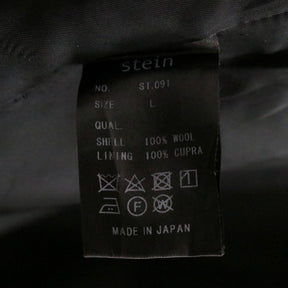 stein
NO. ST.091
SIZE L
QUAL.
SHELL 100% WOOL
LINING 100% CUPRA
F W
MADE IN JAPAN